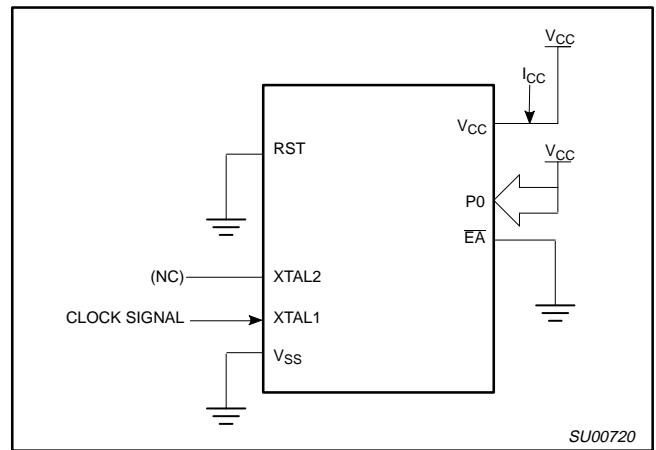 VCC
ICC
VCC
RST
VCC
P0
EA
(NC)
XTAL2
CLOCK SIGNAL
XTAL1
VSS
SU00720